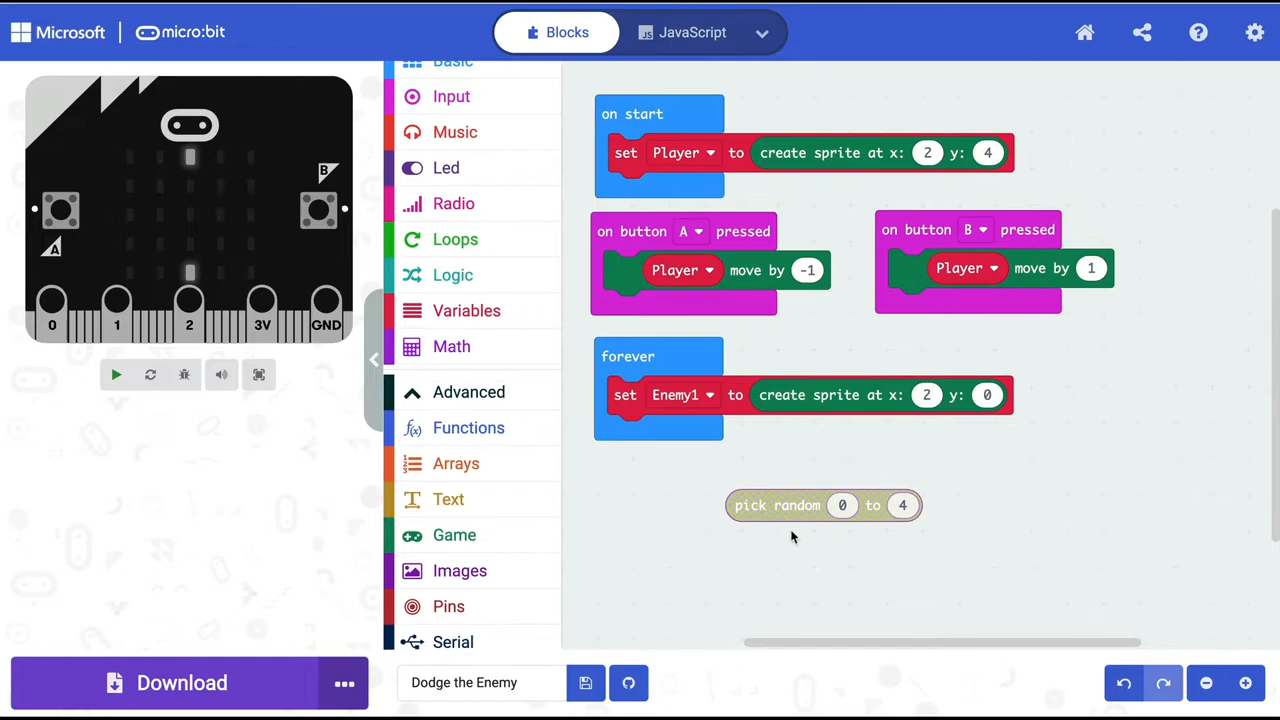 Microsoft micro:bit Blocks JavaScript
Basic
Input
Music
Led
Radio
Loops
Logic
Variables
Math
Advanced
Functions
Arrays
Text
Game
Images
Pins
Serial
B
A
0 1 2 3V GND
on start
set Player to create sprite at x: 2 y: 4
on button A pressed
Player move by -1
on button B pressed
Player move by 1
forever
set Enemy1 to create sprite at x: 2 y: 0
pick random 0 to 4
Download
Dodge the Enemy